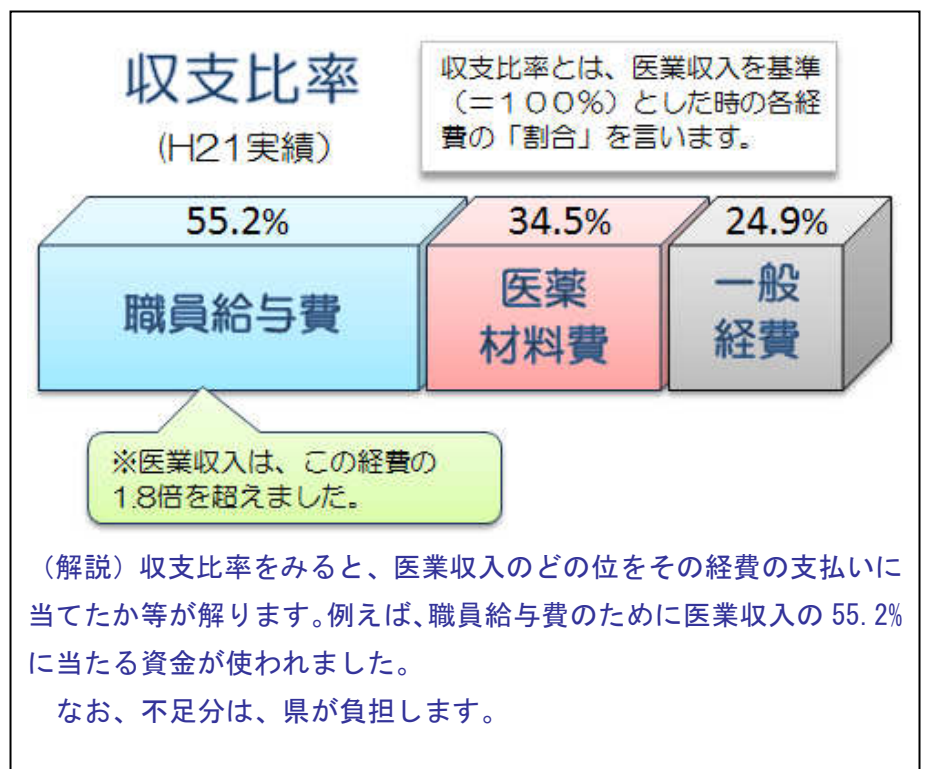 収支比率
(H21実績)
収支比率とは、医業収入を基準
(=100%)とした時の各経
費の「割合」を言います。
55.2%
34.5%
24.9%
職員給与費
医薬
材料費
一般
経費
※医業収入は、この経費の
1.8倍を超えました。
(解説)収支比率をみると、医業収入のどの位をその経費の支払いに
当てたか等が解ります。例えば、職員給与費のために医業収入の 55.2%
に当たる資金が使われました。
なお、不足分は、県が負担します。